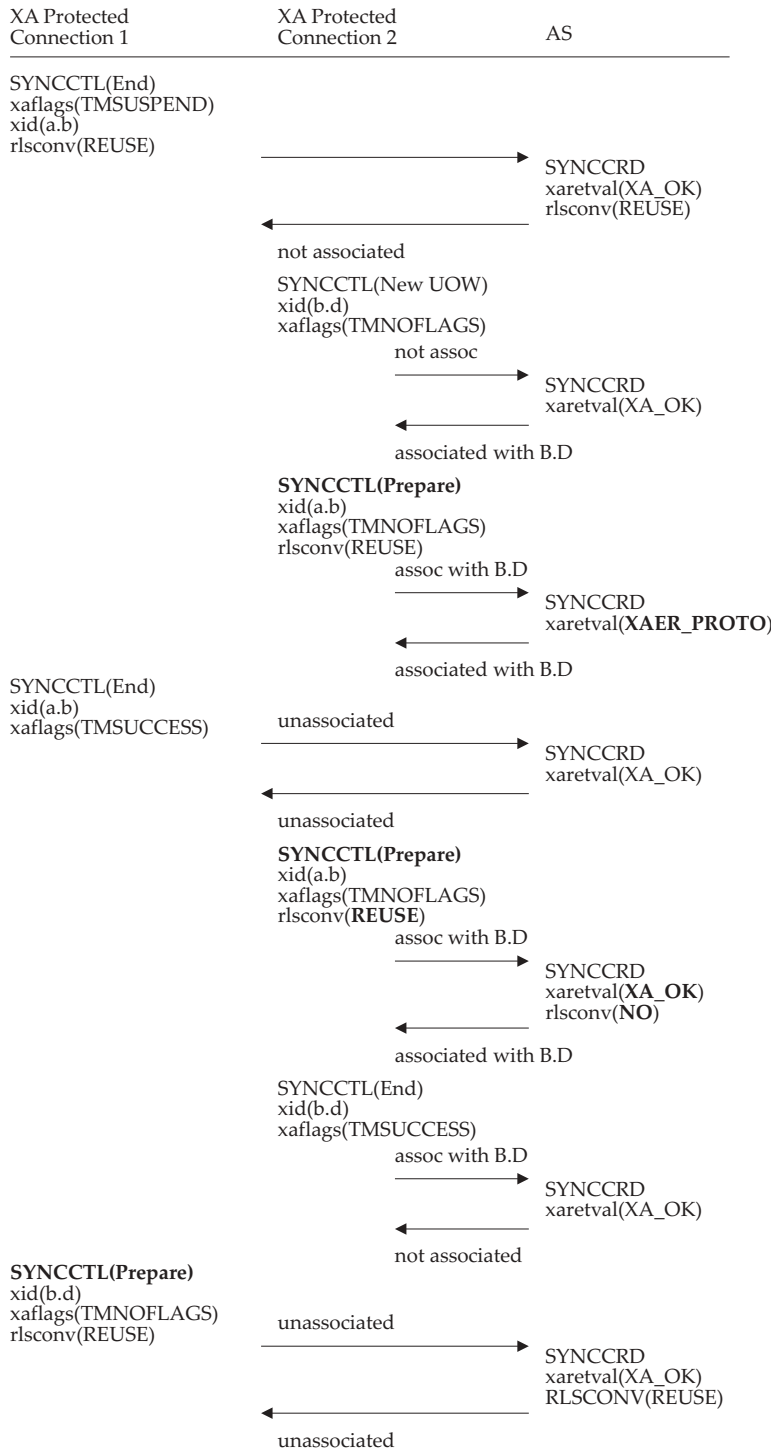 XA Protected
Connection 1
XA Protected
Connection 2
AS
SYNCCTL(End)
xaflags(TMSUSPEND)
xid(a.b)
rlsconv(REUSE)
SYNCCRD
xaretval(XA_OK)
rlsconv(REUSE)
not associated
SYNCCTL(New UOW)
xid(b.d)
xaflags(TMNOFLAGS)
not assoc
SYNCCRD
xaretval(XA_OK)
associated with B.D
SYNCCTL(Prepare)
xid(a.b)
xaflags(TMNOFLAGS)
rlsconv(REUSE)
assoc with B.D
SYNCCRD
xaretval(XAER_PROTO)
associated with B.D
SYNCCTL(End)
xid(a.b)
xaflags(TMSUCCESS)
unassociated
SYNCCRD
xaretval(XA_OK)
unassociated
SYNCCTL(Prepare)
xid(a.b)
xaflags(TMNOFLAGS)
rlsconv(REUSE)
assoc with B.D
SYNCCRD
xaretval(XA_OK)
rlsconv(NO)
associated with B.D
SYNCCTL(End)
xid(b.d)
xaflags(TMSUCCESS)
assoc with B.D
SYNCCRD
xaretval(XA_OK)
not associated
SYNCCTL(Prepare)
xid(b.d)
xaflags(TMNOFLAGS)
rlsconv(REUSE)
unassociated
SYNCCRD
xaretval(XA_OK)
RLSCONV(REUSE)
unassociated